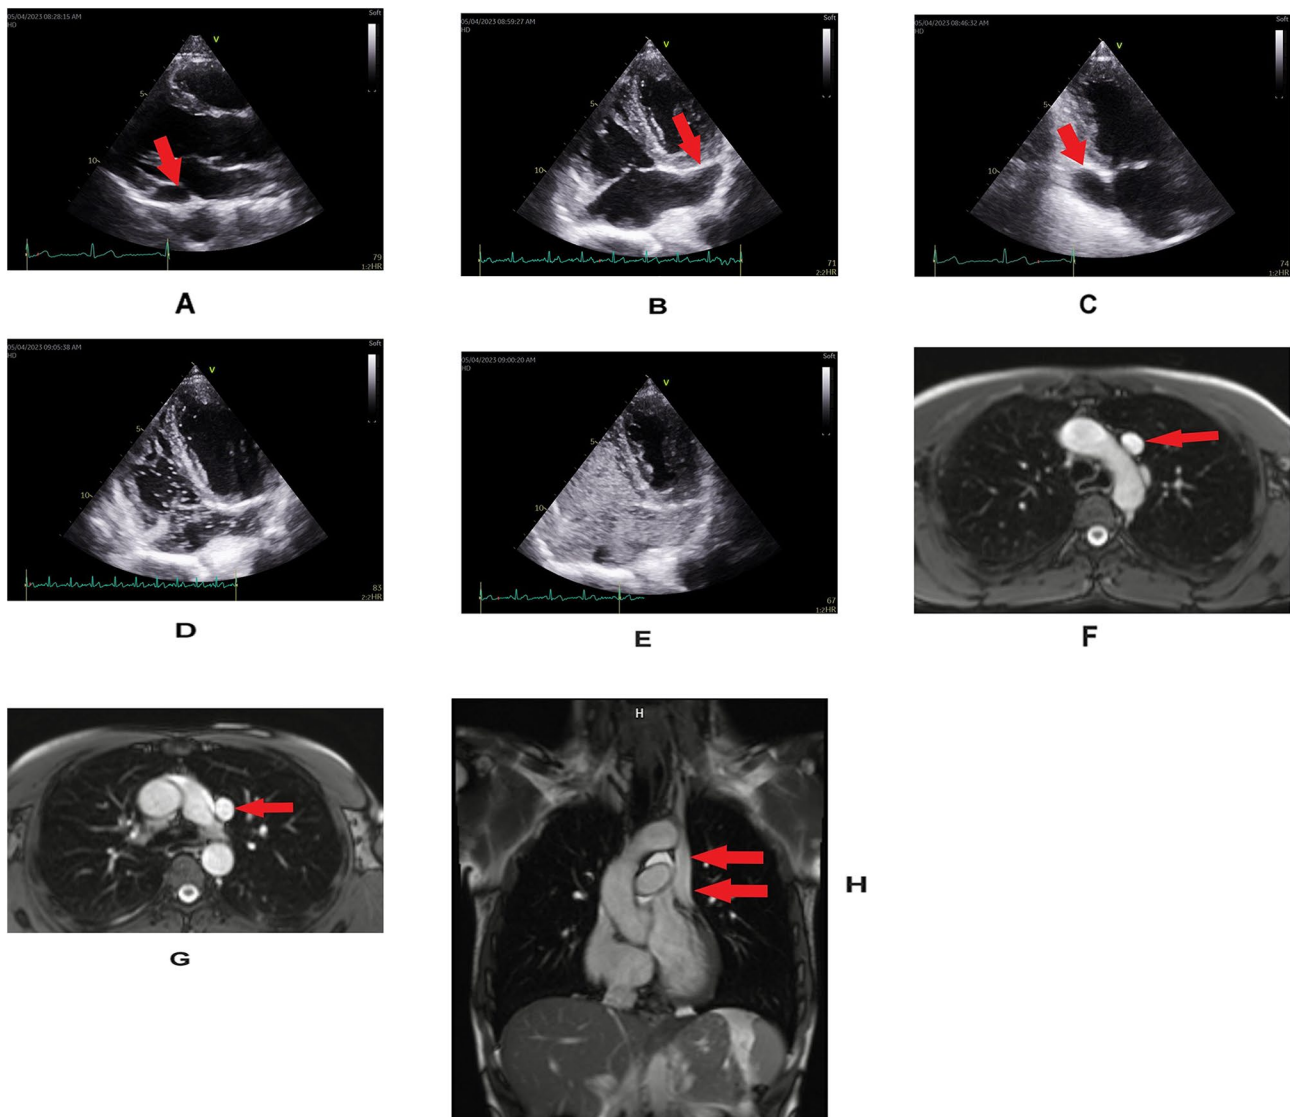 05/04/2023 08:28:15 AM
HD
Soft
V
5
10
79
1:2HR
A
05/04/2023 08:59:27 AM
HD
Soft
V
5
10
71
2:2HR
B
05/04/2023 08:46:32 AM
HD
Soft
V
5
10
74
1:2HR
C
05/04/2023 09:05:38 AM
HD
Soft
V
5
10
83
2:2HR
D
05/04/2023 09:00:20 AM
HD
Soft
V
5
10
67
1:2HR
E
F
G
H
H